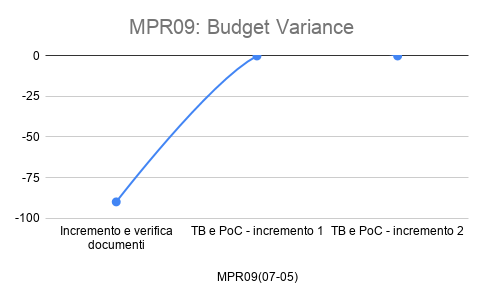 MPR09: Budget Variance
0
-25
-50
-75
-100
Incremento e verifica
documenti
TB e PoC - incremento 1
TB e PoC - incremento 2
MPR09(07-05)